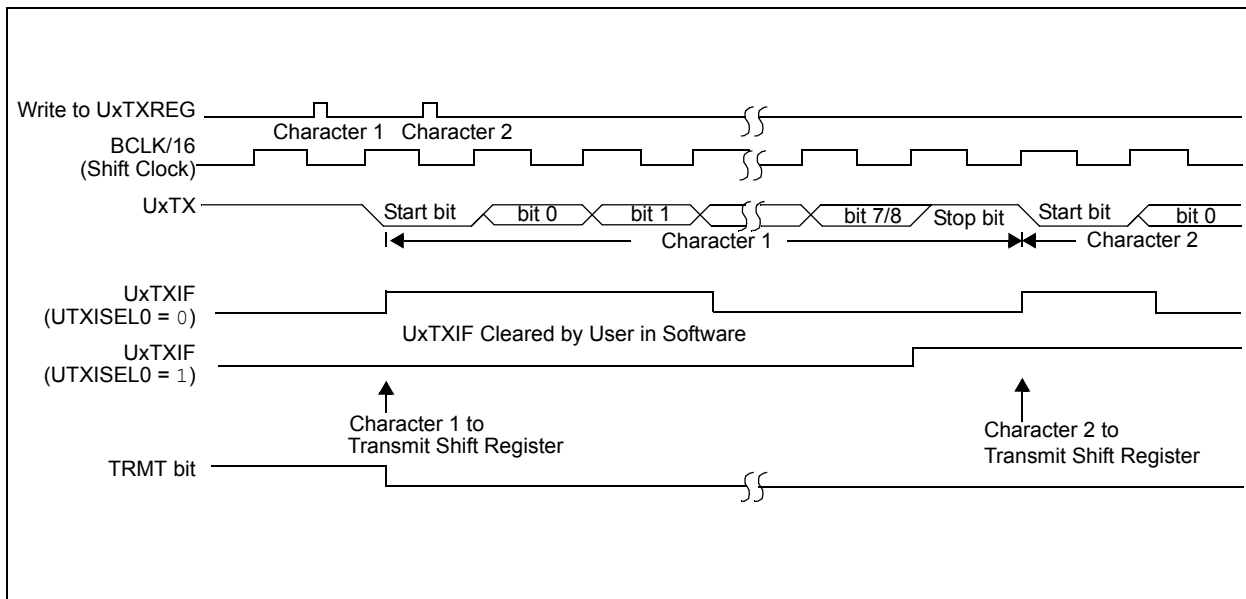 Write to UxTXREG
Character 1
Character 2
BCLK/16
(Shift Clock)
UxTX
Start bit
bit 0
bit 1
bit 7/8
Stop bit
Start bit
bit 0
Character 1
Character 2
UxTXIF
(UTXISEL0 = 0)
UxTXIF Cleared by User in Software
UxTXIF
(UTXISEL0 = 1)
Character 1 to
Transmit Shift Register
Character 2 to
Transmit Shift Register
TRMT bit